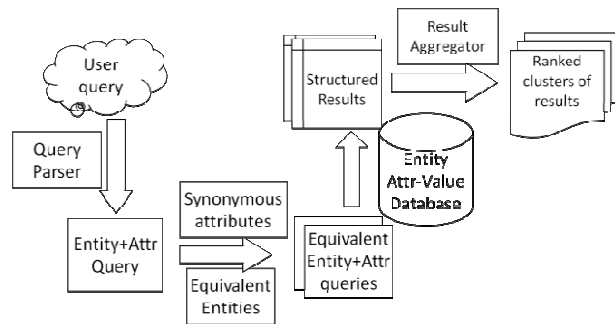 User
query
Query
Parser
Entity+Attr
Query
Synonymous
attributes
Equivalent
Entities
Equivalent
Entity+Attr
queries
Entity
Attr-Value
Database
Structured
Results
Result
Aggregator
Ranked
clusters of
results